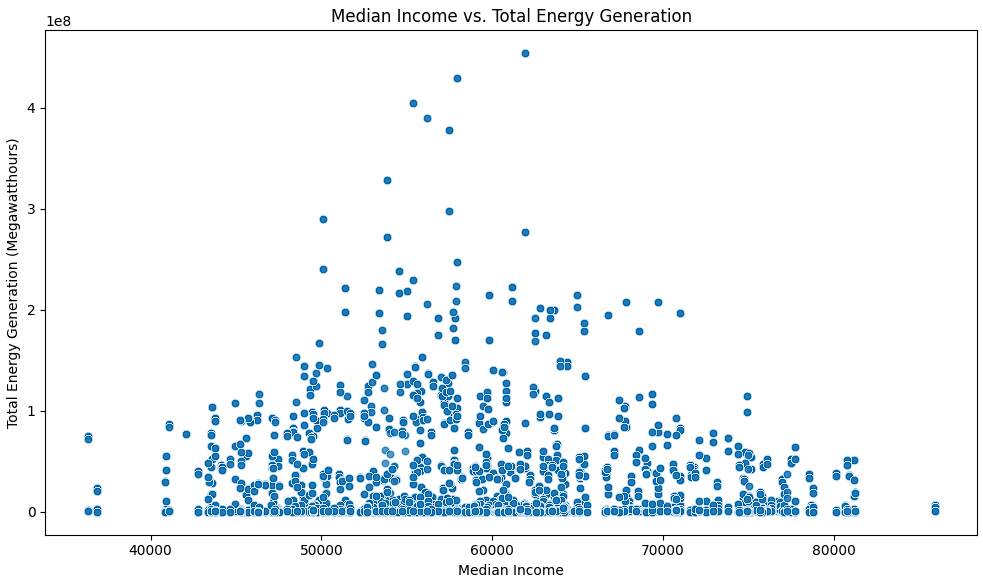 Median Income vs. Total Energy Generation
1e8
4
3
2
1
0
Total Energy Generation (Megawatthours)
40000 50000 60000 70000 80000
Median Income